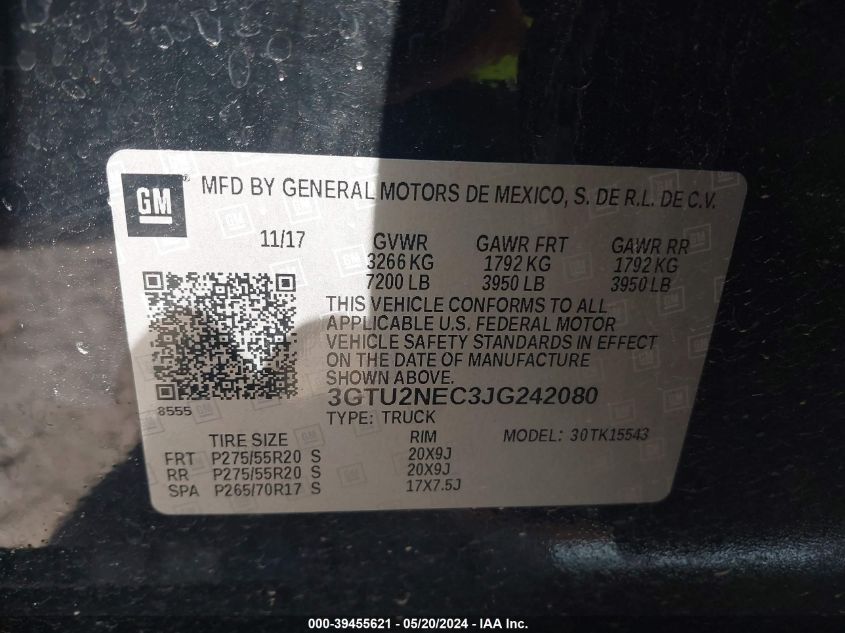 GM
MFD BY GENERAL MOTORS DE MEXICO, S. DE R.L. DE C.V.
11/17 GVWR GAWR FRT GAWR RR
3266 KG 1792 KG 1792 KG
7200 LB 3950 LB 3950 LB
THIS VEHICLE CONFORMS TO ALL
APPLICABLE U.S. FEDERAL MOTOR
VEHICLE SAFETY STANDARDS IN EFFECT
ON THE DATE OF MANUFACTURE
SHOWN ABOVE.
8555 3GTU2NEC3JG242080
TYPE: TRUCK
TIRE SIZE RIM MODEL: 30TK15543
FRT P275/55R20 S 20X9J
RR P275/55R20 S 20X9J
SPA P265/70R17 S 17X7.5J
000-39455621 - 05/20/2024 - IAA Inc.